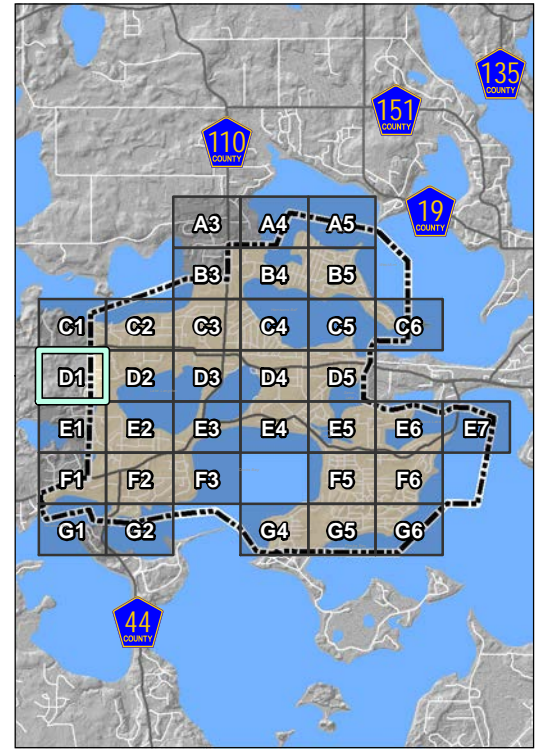 135
COUNTY
151
COUNTY
110
COUNTY
19
COUNTY
A3 A4 A5
B3 B4 B5
C1 C2 C3 C4 C5 C6
D1 D2 D3 D4 D5
E1 E2 E3 E4 E5 E6 E7
F1 F2 F3 F5 F6
G1 G2 G4 G5 G6
44
COUNTY